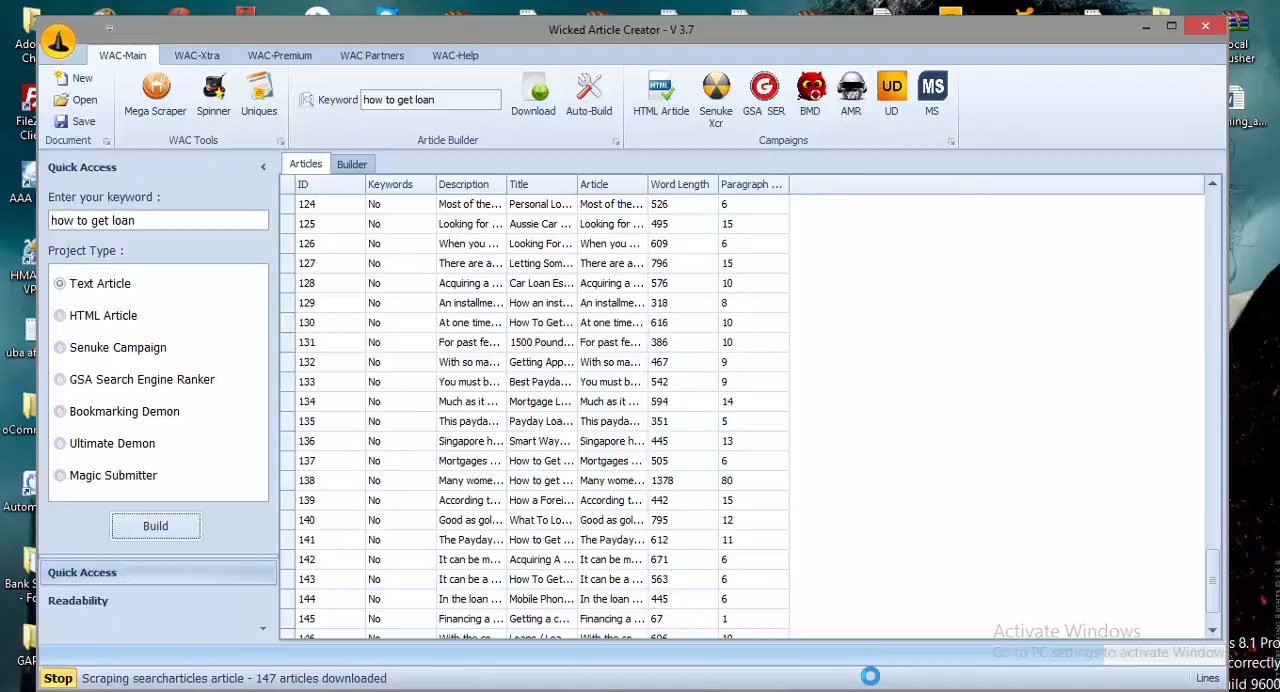 Wicked Article Creator - V 3.7
WAC-Main WAC-Xtra WAC-Premium WAC Partners WAC-Help
New
Open
Save
Document
Mega Scraper Spinner Uniques
WAC Tools
Keyword how to get loan
Download Auto-Build
Article Builder
HTML
HTML Article Senuke Xcr GSA SER BMD AMR UD MS
UD MS
Campaigns
Quick Access
Enter your keyword :
how to get loan
Project Type :
Text Article
HTML Article
Senuke Campaign
GSA Search Engine Ranker
Bookmarking Demon
Ultimate Demon
Magic Submitter
Build
Quick Access
Readability
Articles Builder
ID Keywords Description Title Article Word Length Paragraph ...
124 No Most of the... Personal Lo... Most of the... 526 6
125 No Looking for ... Aussie Car ... Looking for ... 495 15
126 No When you ... Looking For... When you ... 609 6
127 No There are a... Letting Som... There are a... 796 15
128 No Acquiring a ... Car Loan Es... Acquiring a ... 576 10
129 No An installme... How an inst... An installme... 318 8
130 No At one time... How To Get... At one time... 616 10
131 No For past fe... 1500 Pound... For past fe... 386 10
132 No With so ma... Getting App... With so ma... 467 9
133 No You must b... Best Payda... You must b... 542 9
134 No Much as it ... Mortgage L... Much as it ... 594 14
135 No This payda... Payday Loa... This payda... 351 5
136 No Singapore h... Smart Way... Singapore h... 445 13
137 No Mortgages ... How to Get ... Mortgages ... 505 6
138 No Many wome... How to get ... Many wome... 1378 80
139 No According t... How a Forei... According t... 442 15
140 No Good as gol... What To Lo... Good as gol... 795 12
141 No The Payday... How to Get ... The Payday... 612 11
142 No It can be m... Acquiring A ... It can be m... 671 6
143 No It can be a ... How To Get... It can be a ... 563 6
144 No In the loan ... Mobile Phon... In the loan ... 445 6
145 No Financing a ... Getting a c... Financing a ... 67 1
146 No With the co... Loans / Loa... With the co... 606 10
Activate Windows
Go to PC settings to activate Windows
Stop Scraping searchrticles article - 147 articles downloaded Lines